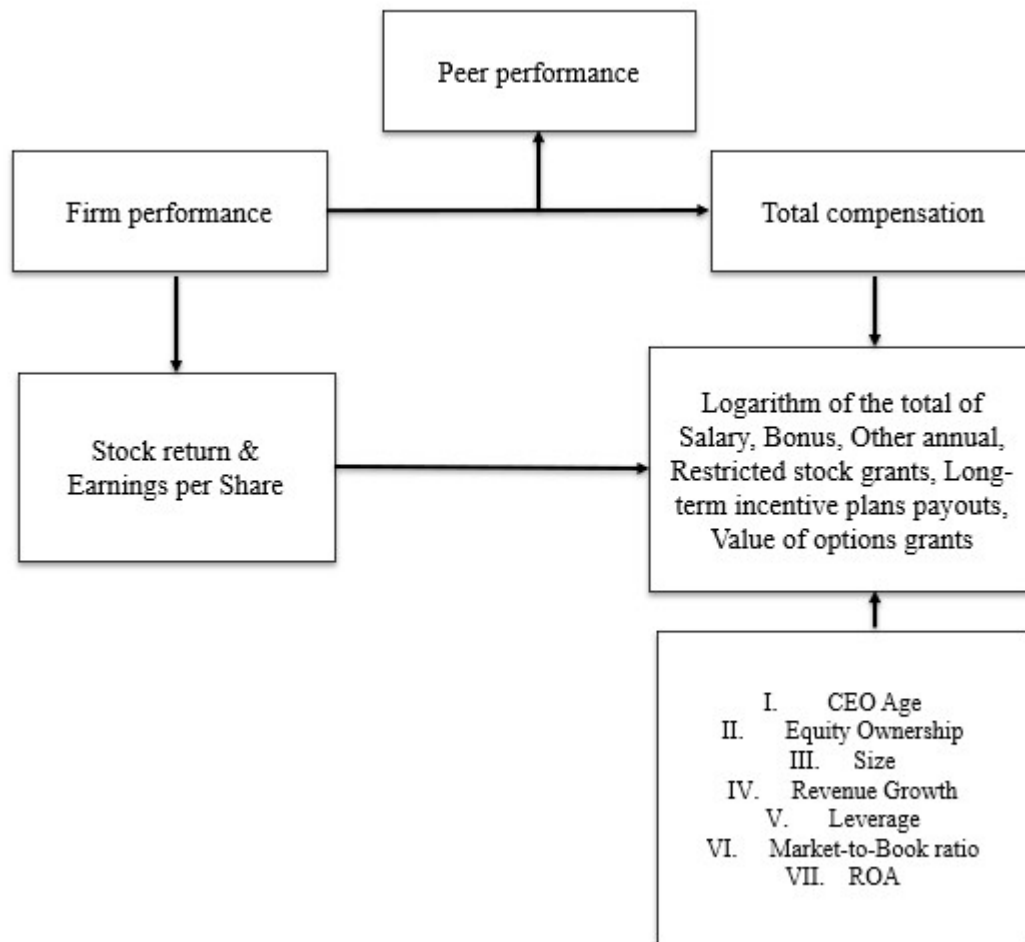 Peer performance
Firm performance
Total compensation
Stock return &
Earnings per Share
Logarithm of the total of
Salary, Bonus, Other annual,
Restricted stock grants, Long-
term incentive plans payouts,
Value of options grants
I. CEO Age
II. Equity Ownership
III. Size
IV. Revenue Growth
V. Leverage
VI. Market-to-Book ratio
VII. ROA